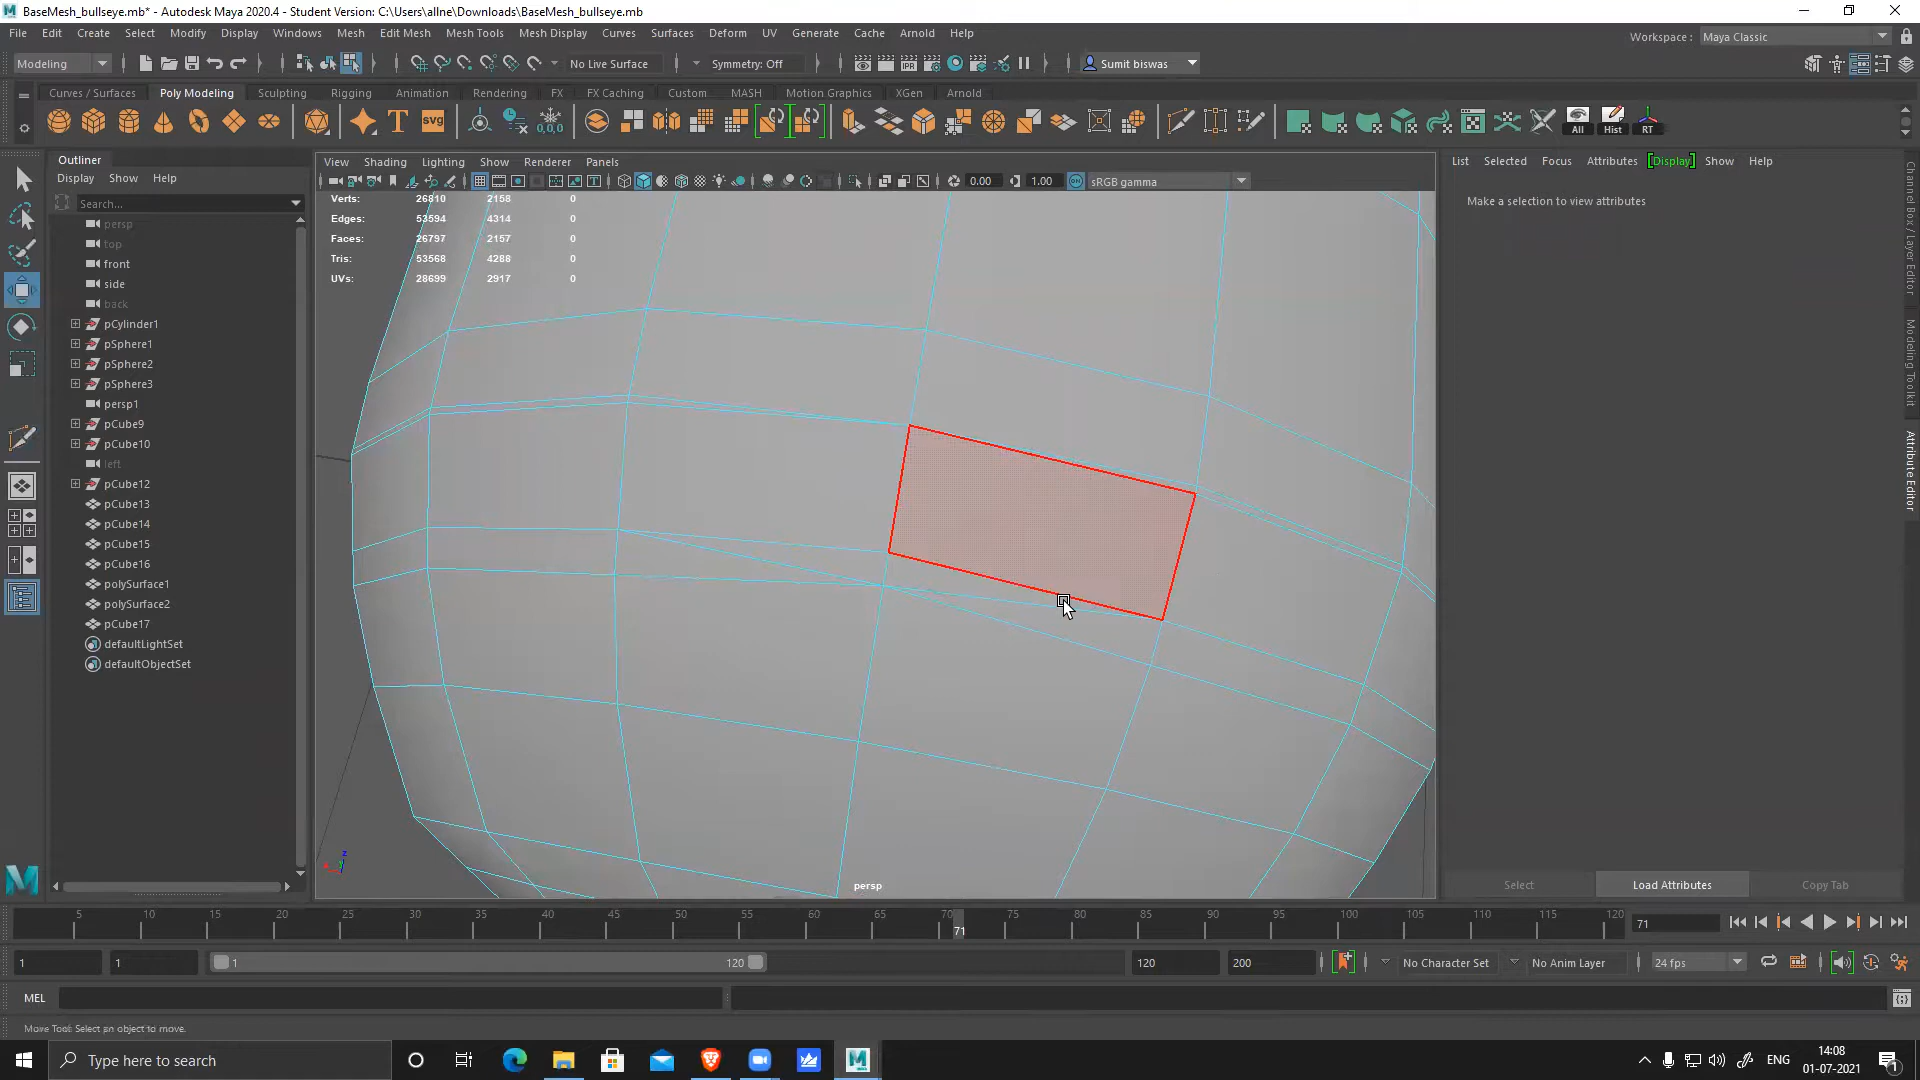 BaseMesh_bullseye.mb* - Autodesk Maya 2020.4 - Student Version: C:\Users\allne\Downloads\BaseMesh_bullseye.mb
File Edit Create Select Modify Display Windows Mesh Edit Mesh Mesh Tools Mesh Display Curves Surfaces Deform UV Generate Cache Arnold Help
Workspace : Maya Classic
Modeling No Live Surface Symmetry: Off Sumit biswas
Curves / Surfaces Poly Modeling Sculpting Rigging Animation Rendering FX FX Caching Custom MASH Motion Graphics XGen Arnold
T svg 0,0,0 IPR All Hist RT
Outliner
Display Show Help
Search...
persp
top
front
side
back
pCylinder1
pSphere1
pSphere2
pSphere3
persp1
pCube9
pCube10
left
pCube12
pCube13
pCube14
pCube15
pCube16
polySurface1
polySurface2
pCube17
defaultLightSet
defaultObjectSet
View Shading Lighting Show Renderer Panels
0.00 1.00 sRGB gamma
Verts: 26810 2158 0
Edges: 53594 4314 0
Faces: 26797 2157 0
Tris: 53568 4288 0
UVs: 28699 2917 0
persp
List Selected Focus Attributes [Display] Show Help
Make a selection to view attributes
Select Load Attributes Copy Tab
Channel Box / Layer Editor
Modeling Toolkit
Attribute Editor
5 10 15 20 25 30 35 40 45 50 55 60 65 70 75 80 85 90 95 100 105 110 115 120
71
71
1 1 1 120 120 200 No Character Set No Anim Layer 24 fps
MEL
Move Tool: Select an object to move.
Type here to search
ENG
14:08
01-07-2021
1